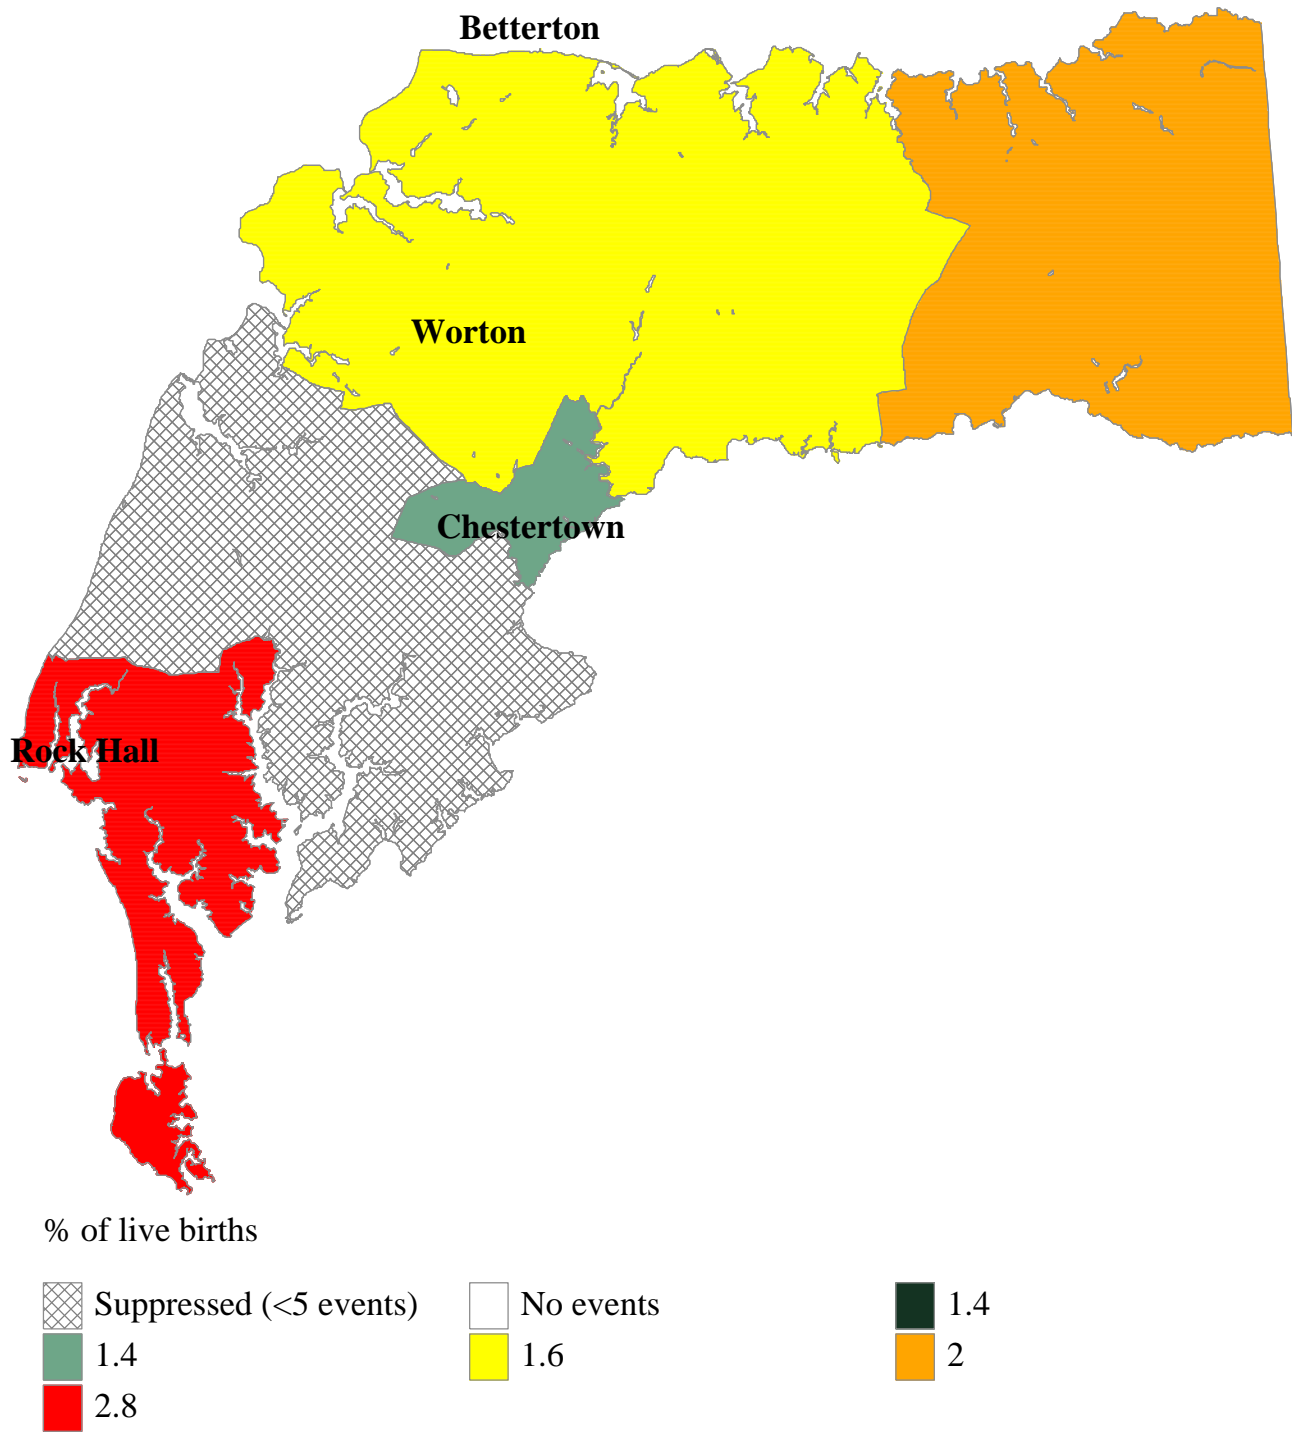 Betterton
Worton
Chestertown
Rock Hall
% of live births
Suppressed (<5 events)
No events
1.4
1.4
1.6
2
2.8